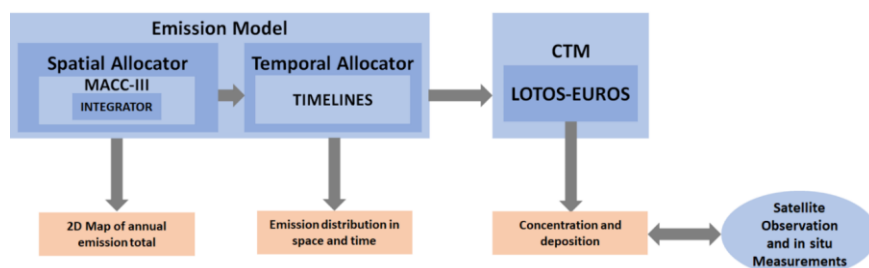 Emission Model
Spatial Allocator
MACC-III
INTEGRATOR
Temporal Allocator
TIMELINES
CTM
LOTOS-EUROS
2D Map of annual
emission total
Emission distribution in
space and time
Concentration and
deposition
Satellite
Observation
and in situ
Measurements